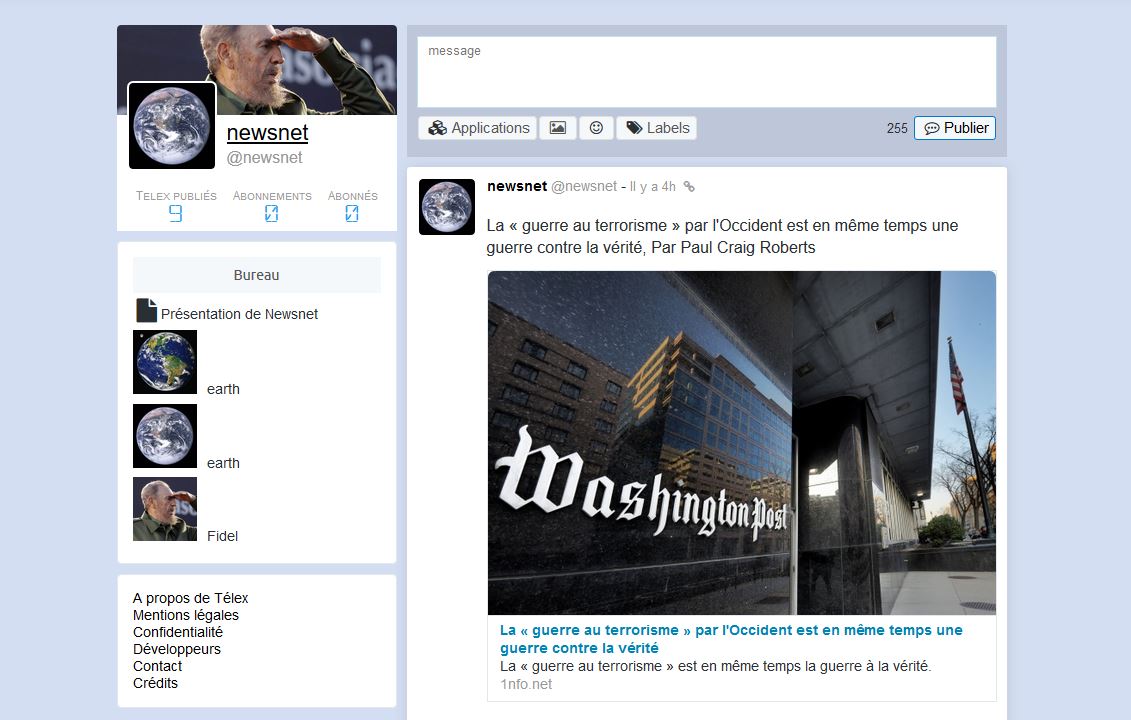 newsnet
@newsnet
TELEX PUBLIÉS ABONNEMENTS ABONNÉS
9 0 0
Bureau
Présentation de Newsnet
earth
earth
Fidel
A propos de Télex
Mentions légales
Confidentialité
Développeurs
Contact
Crédits
message
Applications Labels 255 Publier
newsnet @newsnet - Il y a 4h
La « guerre au terrorisme » par l'Occident est en même temps une
guerre contre la vérité, Par Paul Craig Roberts
Washington Post
La « guerre au terrorisme » par l'Occident est en même temps une
guerre contre la vérité
La « guerre au terrorisme » est en même temps la guerre à la vérité.
1nfo.net